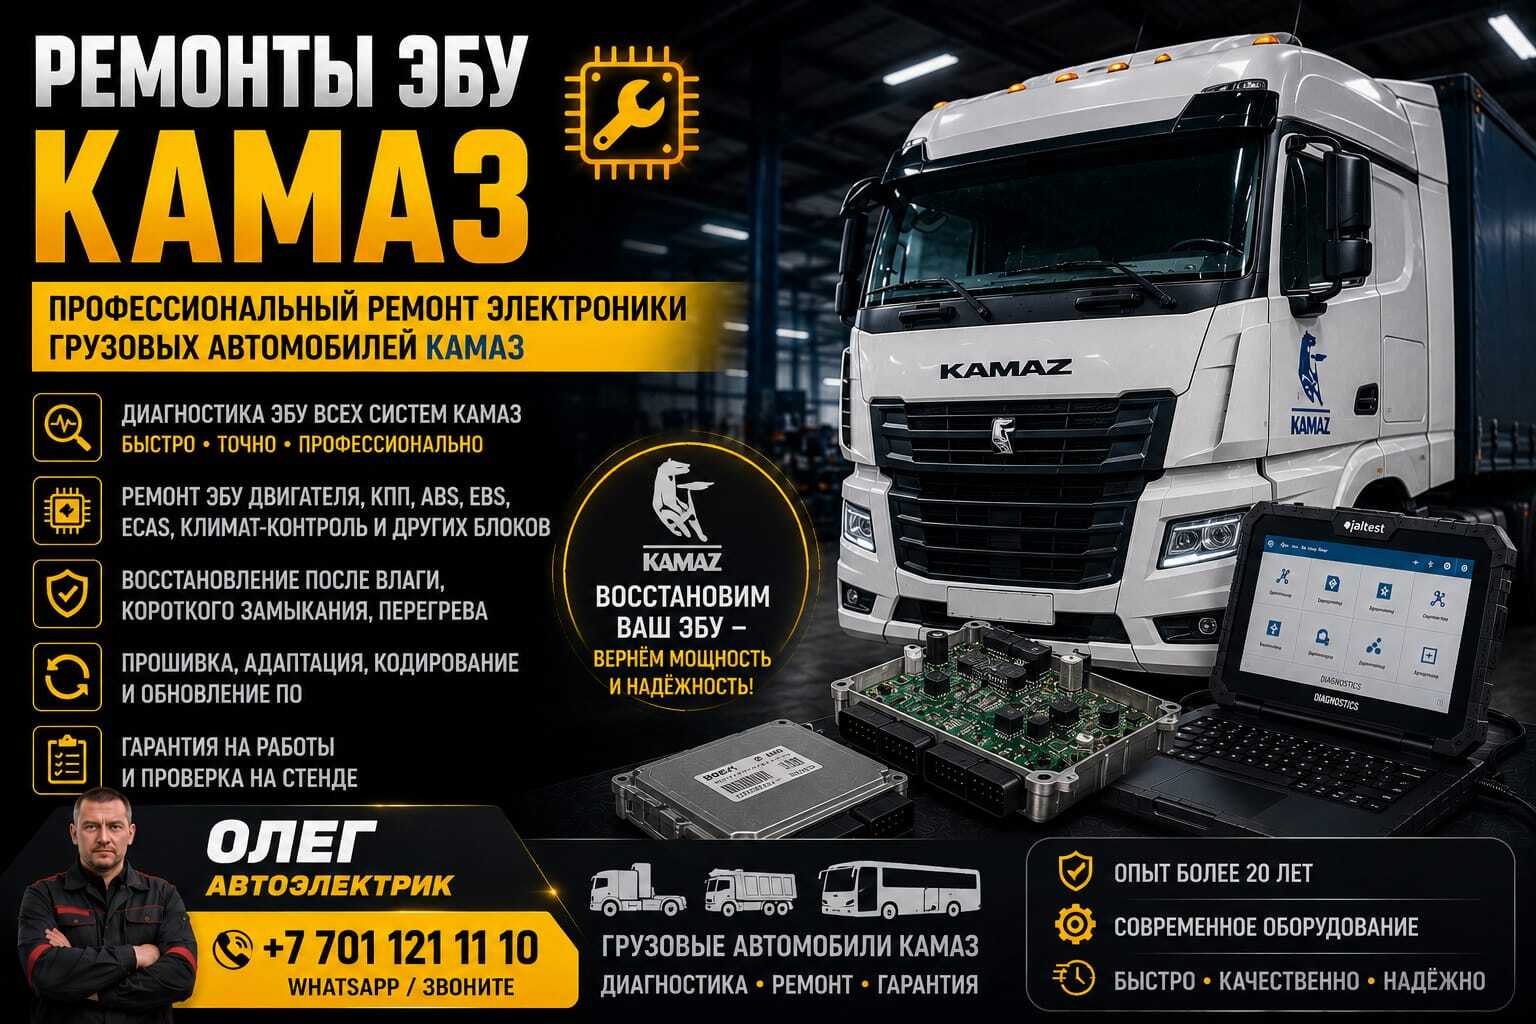 РЕМОНТЫ ЭБУ
КАМАЗ
ПРОФЕССИОНАЛЬНЫЙ РЕМОНТ ЭЛЕКТРОНИКИ
ГРУЗОВЫХ АВТОМОБИЛЕЙ КАМАЗ
ДИАГНОСТИКА ЭБУ ВСЕХ СИСТЕМ КАМАЗ
БЫСТРО • ТОЧНО • ПРОФЕССИОНАЛЬНО
РЕМОНТ ЭБУ ДВИГАТЕЛЯ, КПП, ABS, EBS,
ECAS, КЛИМАТ-КОНТРОЛЬ И ДРУГИХ БЛОКОВ
ВОССТАНОВЛЕНИЕ ПОСЛЕ ВЛАГИ,
КОРОТКОГО ЗАМЫКАНИЯ, ПЕРЕГРЕВА
ПРОШИВКА, АДАПТАЦИЯ, КОДИРОВАНИЕ
И ОБНОВЛЕНИЕ ПО
ГАРАНТИЯ НА РАБОТЫ
И ПРОВЕРКА НА СТЕНДЕ
KAMAZ
ВОССТАНОВИМ
ВАШ ЭБУ –
ВЕРНЁМ МОЩНОСТЬ
И НАДЁЖНОСТЬ!
KAMAZ
KAMAZ
jaltest
DIAGNOSTICS
DIAGNOSTICS
ОЛЕГ
АВТОЭЛЕКТРИК
+7 701 121 11 10
WHATSAPP / ЗВОНИТЕ
ГРУЗОВЫЕ АВТОМОБИЛИ КАМАЗ
ДИАГНОСТИКА • РЕМОНТ • ГАРАНТИЯ
ОПЫТ БОЛЕЕ 20 ЛЕТ
СОВРЕМЕННОЕ ОБОРУДОВАНИЕ
БЫСТРО • КАЧЕСТВЕННО • НАДЁЖНО